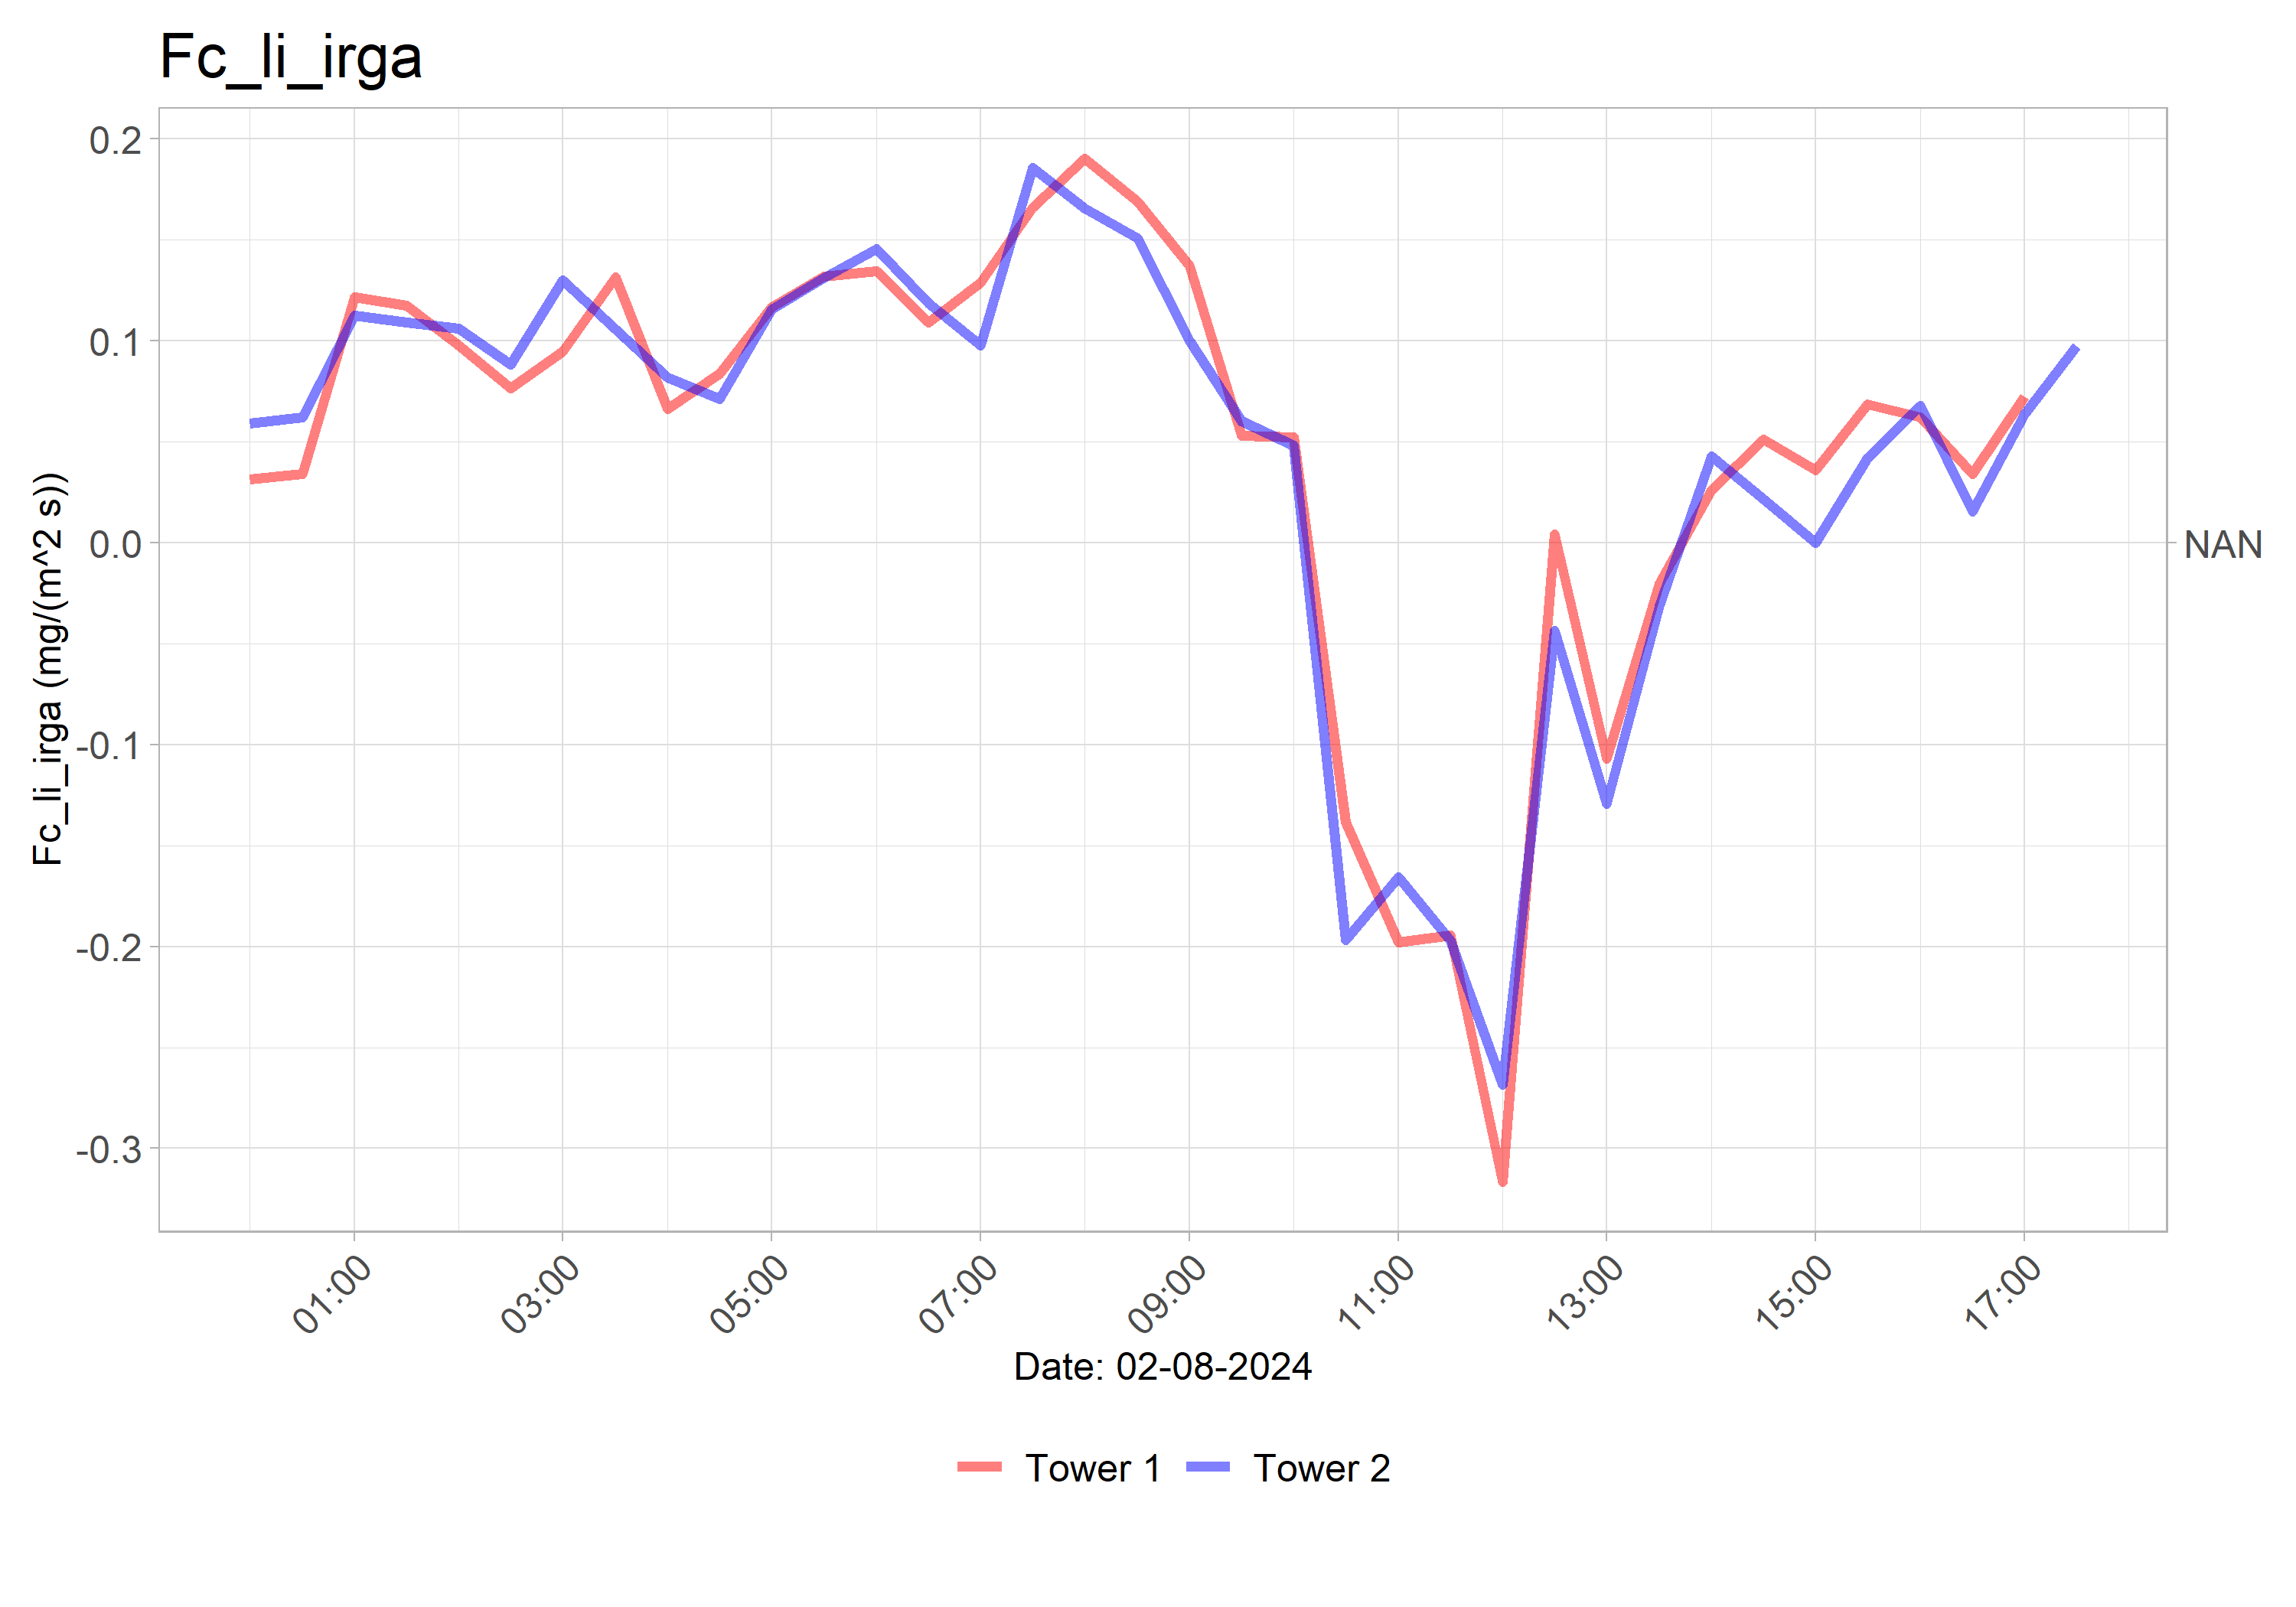 Fc_li_irga
0.2
0.1
0.0
-0.1
-0.2
-0.3
Fc_li_irga (mg/(m^2 s))
NAN
01:00 03:00 05:00 07:00 09:00 11:00 13:00 15:00 17:00
Date: 02-08-2024
Tower 1 Tower 2